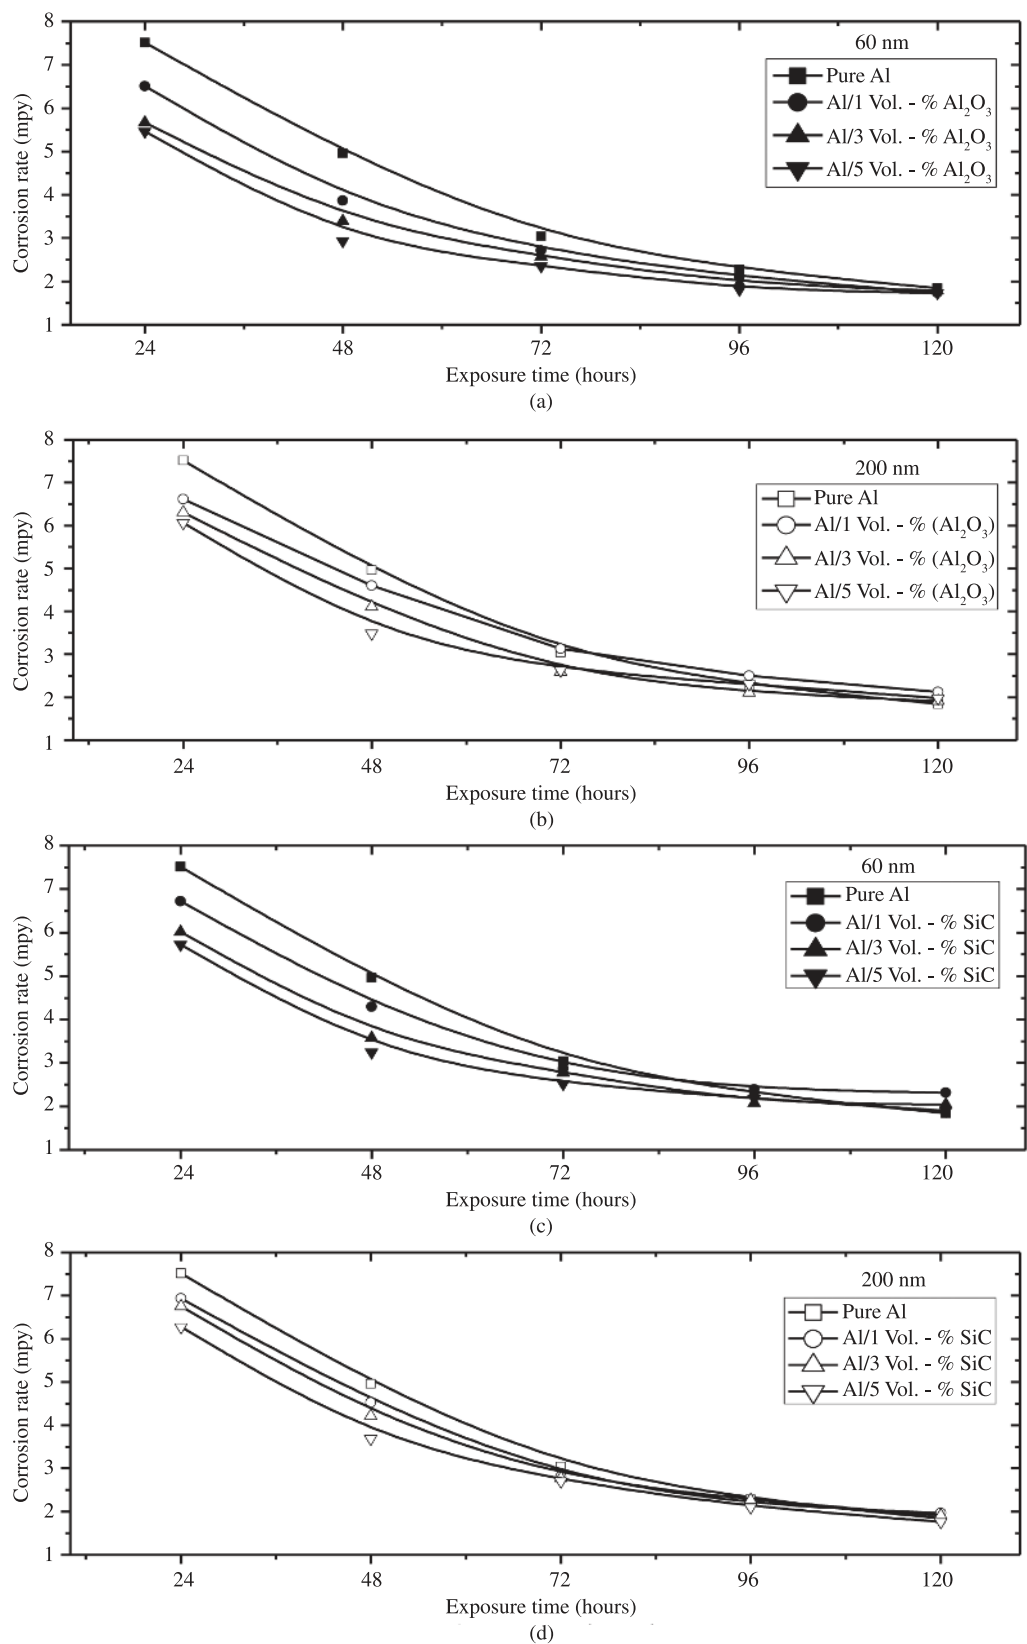 8
60 nm
Pure Al
7
Al/1 Vol. - % Al₂O₃
6
Al/3 Vol. - % Al₂O₃
5
Al/5 Vol. - % Al₂O₃
4
3
2
1
Corrosion rate (mpy)
24 48 72 96 120
Exposure time (hours)
(a)
8
200 nm
7
Pure Al
Al/1 Vol. - % (Al₂O₃)
6
Al/3 Vol. - % (Al₂O₃)
5
Al/5 Vol. - % (Al₂O₃)
4
3
2
1
Corrosion rate (mpy)
24 48 72 96 120
Exposure time (hours)
(b)
8
60 nm
7
Pure Al
Al/1 Vol. - % SiC
6
Al/3 Vol. - % SiC
Al/5 Vol. - % SiC
5
4
3
2
1
Corrosion rate (mpy)
24 48 72 96 120
Exposure time (hours)
(c)
8
200 nm
7
Pure Al
Al/1 Vol. - % SiC
6
Al/3 Vol. - % SiC
Al/5 Vol. - % SiC
5
4
3
2
1
Corrosion rate (mpy)
24 48 72 96 120
Exposure time (hours)
(d)